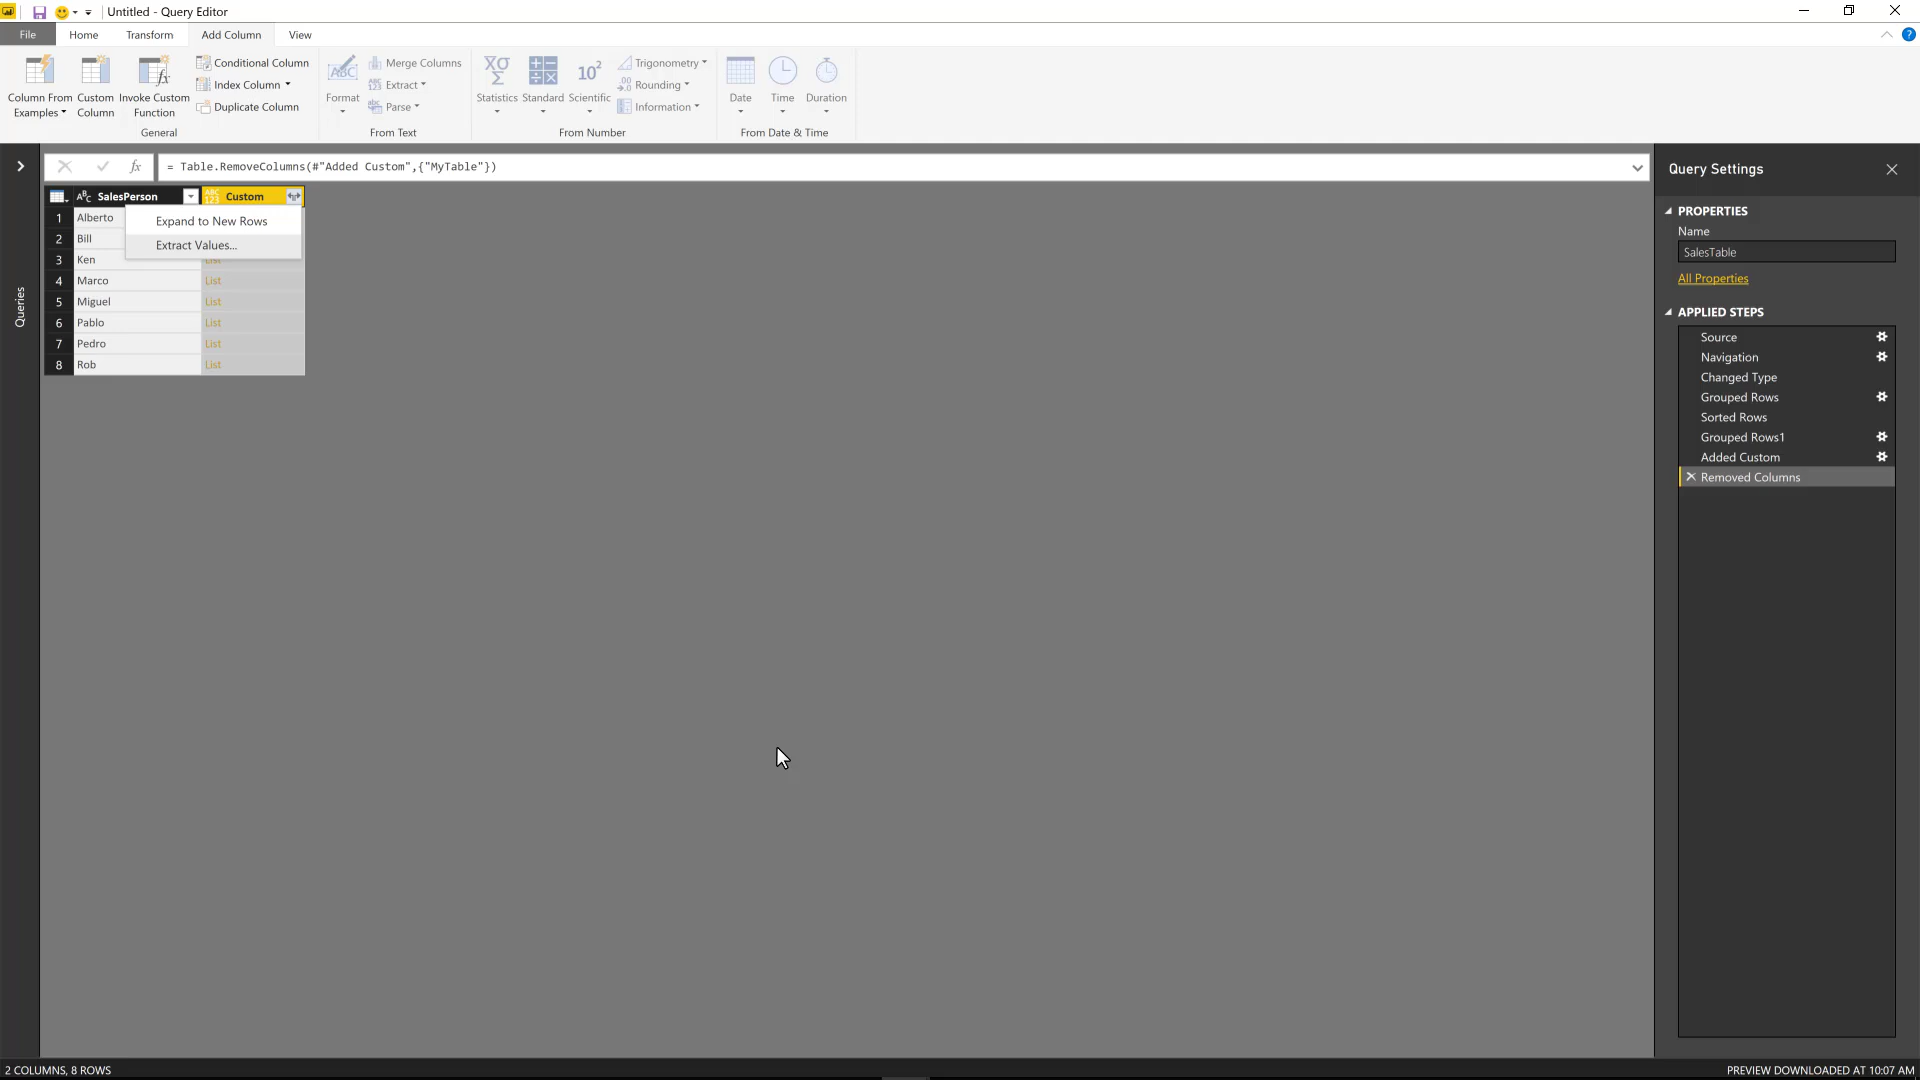 Untitled - Query Editor
File
Home
Transform
Add Column
View
?
Column From
Examples
Custom
Column
Invoke Custom
Function
Conditional Column
Index Column
Duplicate Column
General
ABC
Format
Merge Columns
Extract
Parse
From Text
Statistics
Standard
Scientific
Trigonometry
Rounding
Information
From Number
Date
Time
Duration
From Date & Time
fx
= Table.RemoveColumns(#"Added Custom",{"MyTable"})
ABC SalesPerson
ABC
123
Custom
1 Alberto
2 Bill
3 Ken
4 Marco List
5 Miguel List
6 Pablo List
7 Pedro List
8 Rob List
Expand to New Rows
Extract Values...
Queries
Query Settings
PROPERTIES
Name
SalesTable
All Properties
APPLIED STEPS
Source
Navigation
Changed Type
Grouped Rows
Sorted Rows
Grouped Rows1
Added Custom
Removed Columns
2 COLUMNS, 8 ROWS
PREVIEW DOWNLOADED AT 10:07 AM